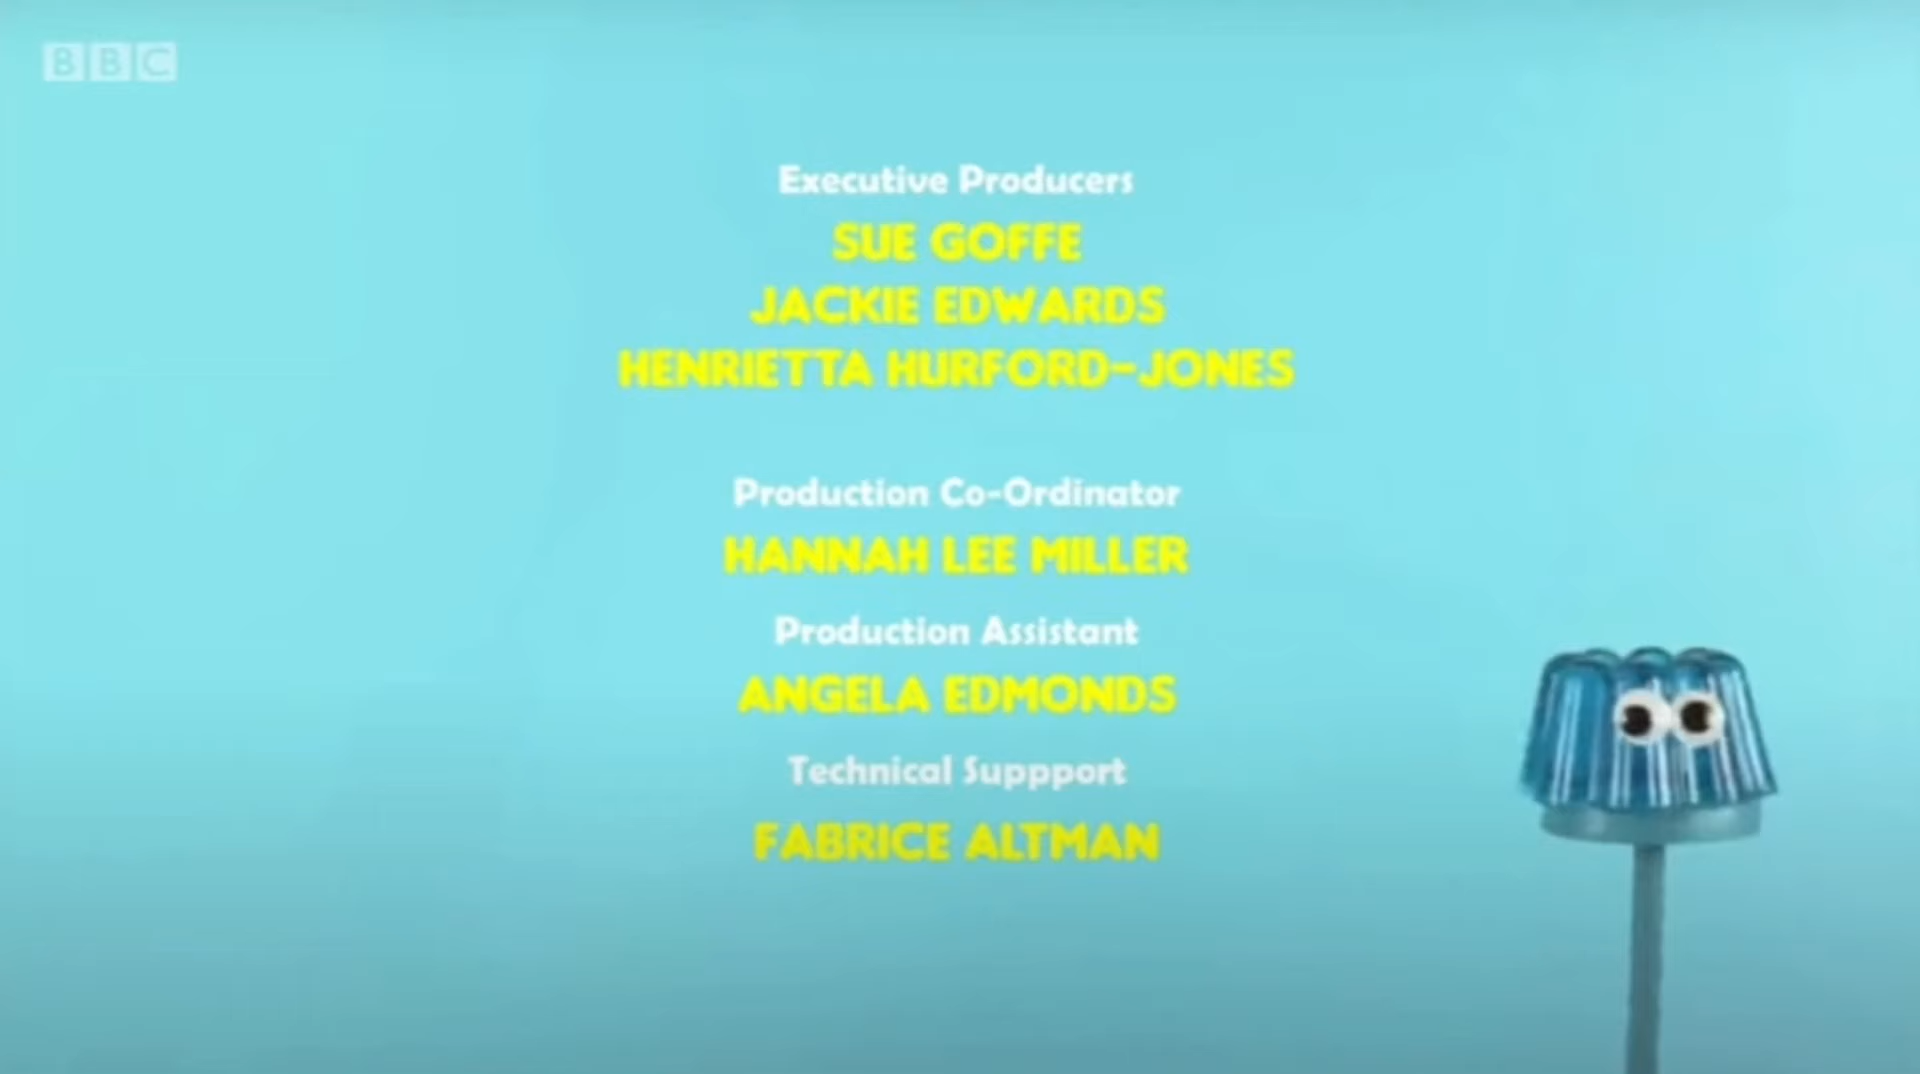 BBC
Executive Producers
SUE GOFFE
JACKIE EDWARDS
HENRIETTA HURFORD-JONES
Production Co-Ordinator
HANNAH LEE MILLER
Production Assistant
ANGELA EDMONDS
Technical Suppport
FABRICE ALTMAN